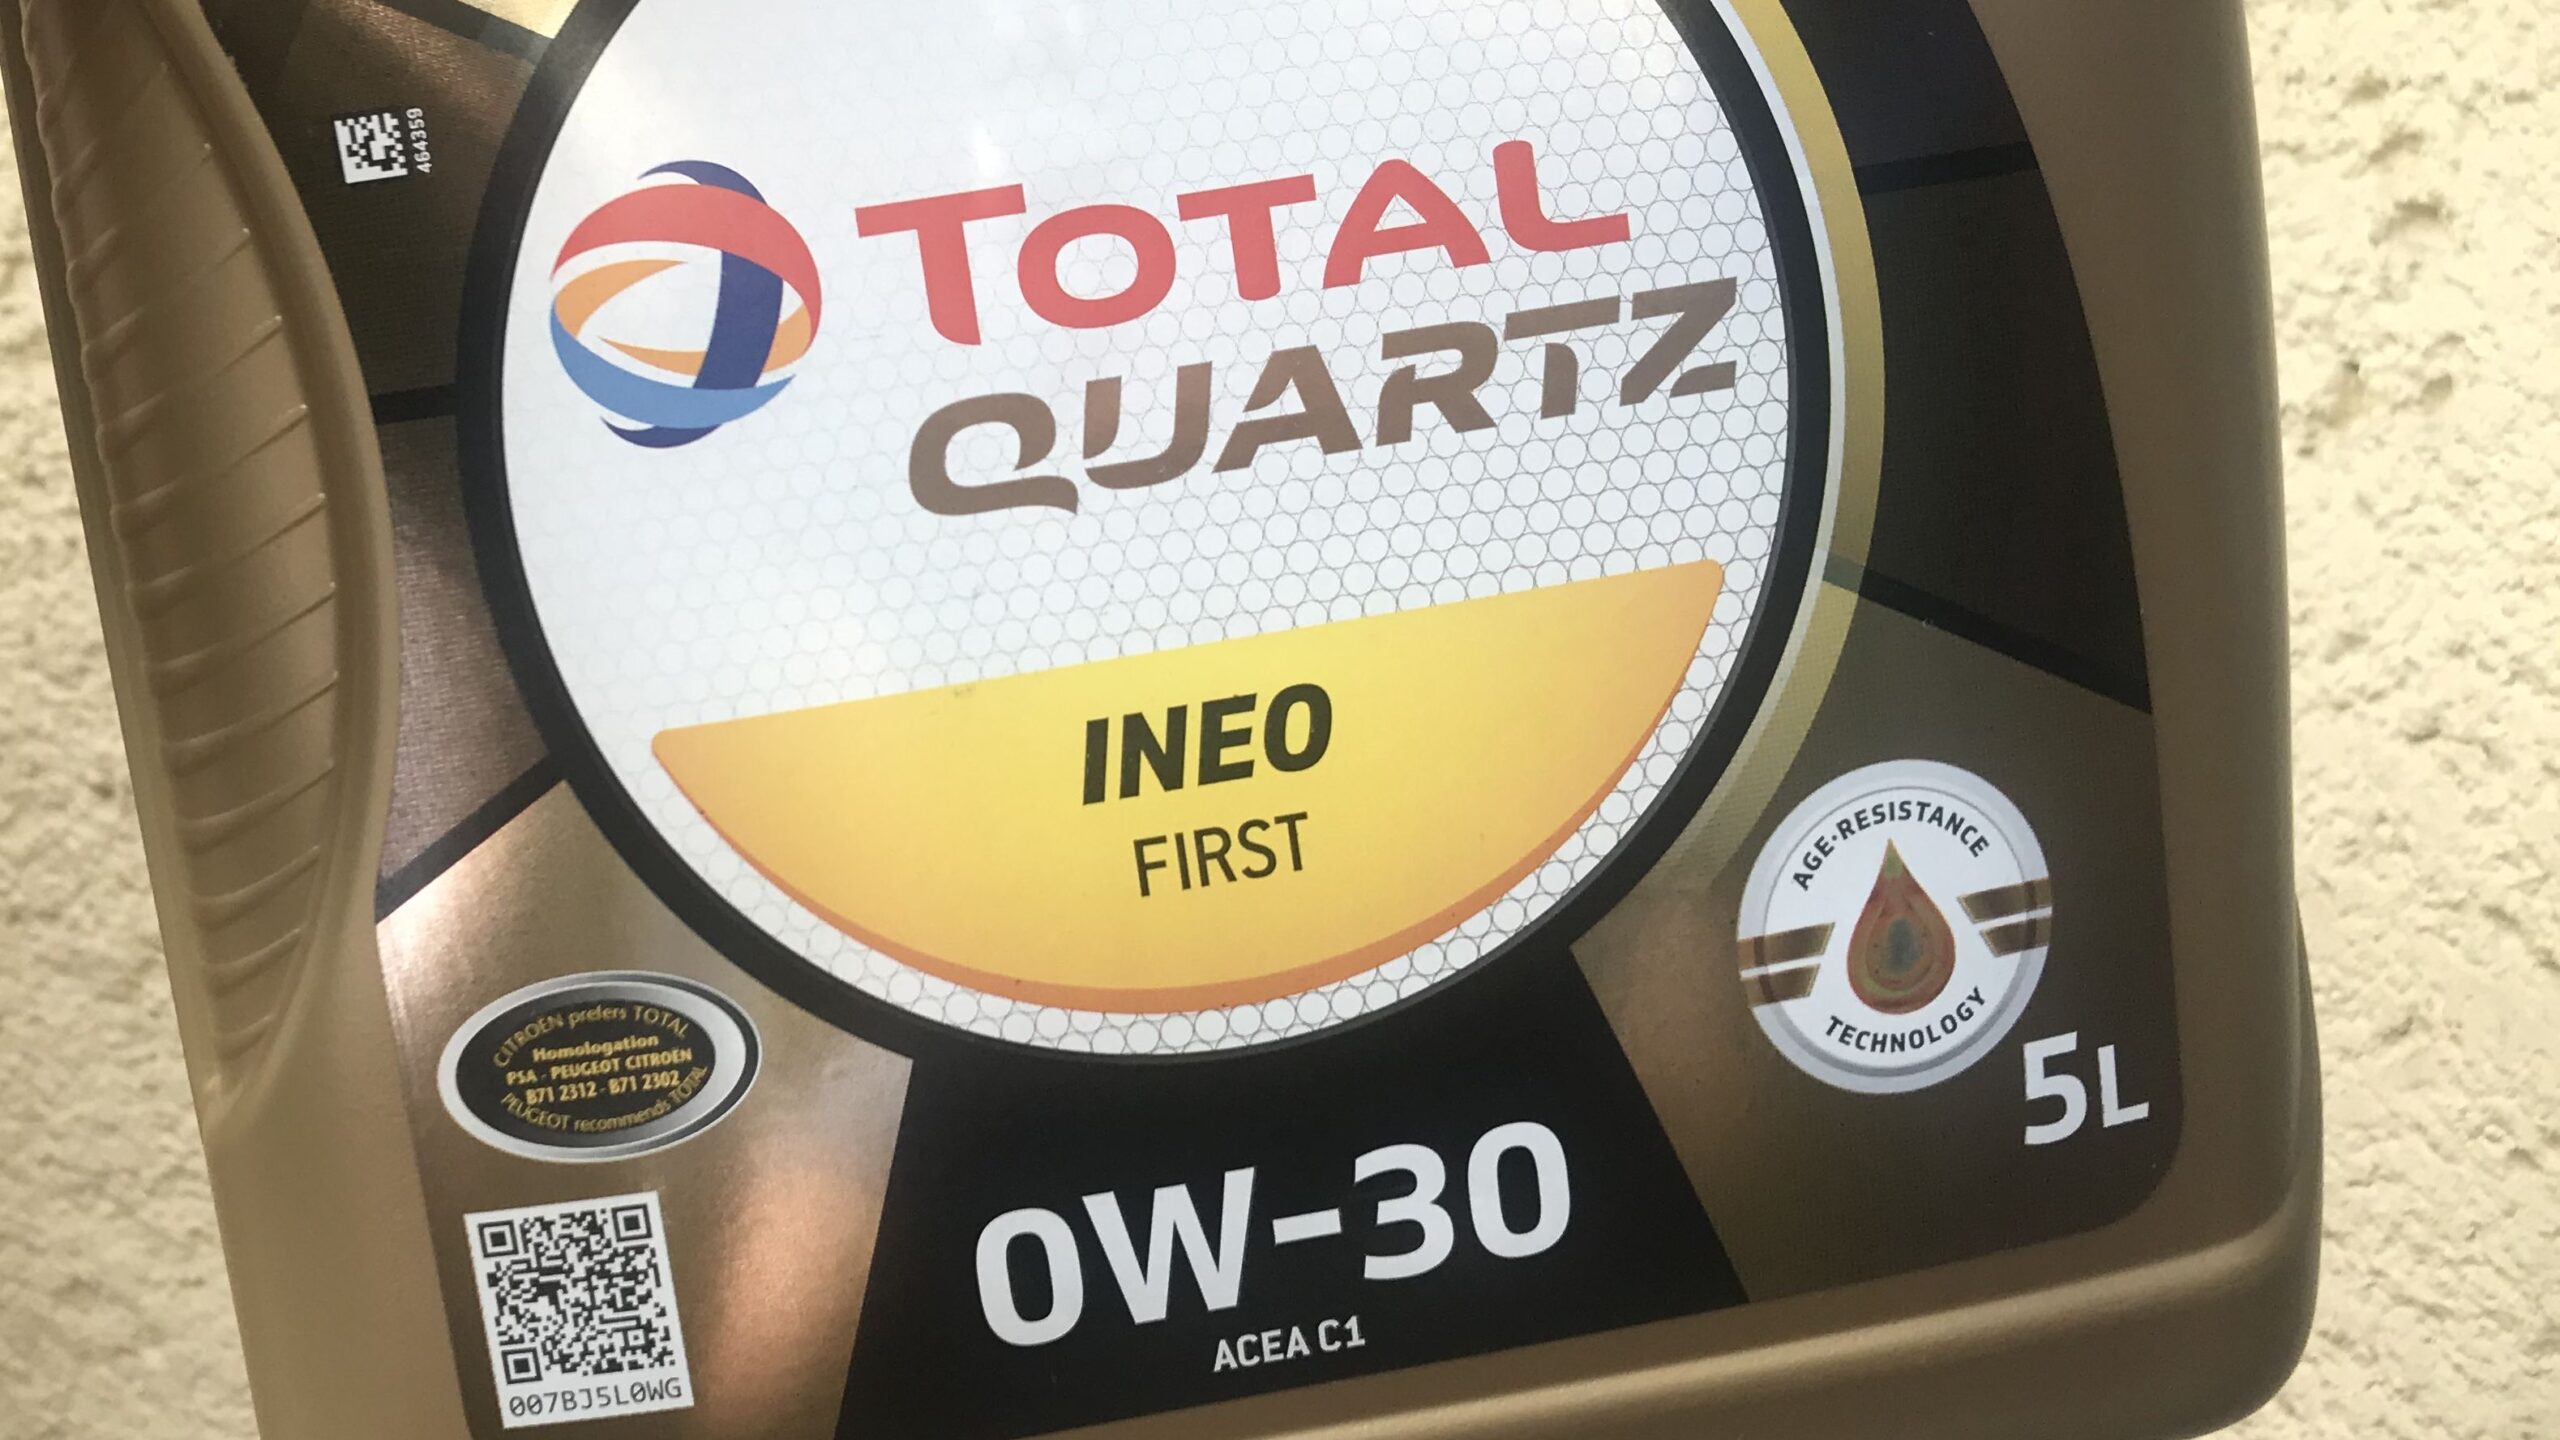 464359
TOTAL
QUARTZ
INEO
FIRST
AGE-RESISTANCE
TECHNOLOGY
CITROËN prefers TOTAL
Homologation
PSA - PEUGEOT CITROËN
B71 2312 - B71 2302
PEUGEOT recommends TOTAL
5L
0W-30
ACEA C1
007BJ5L0WG